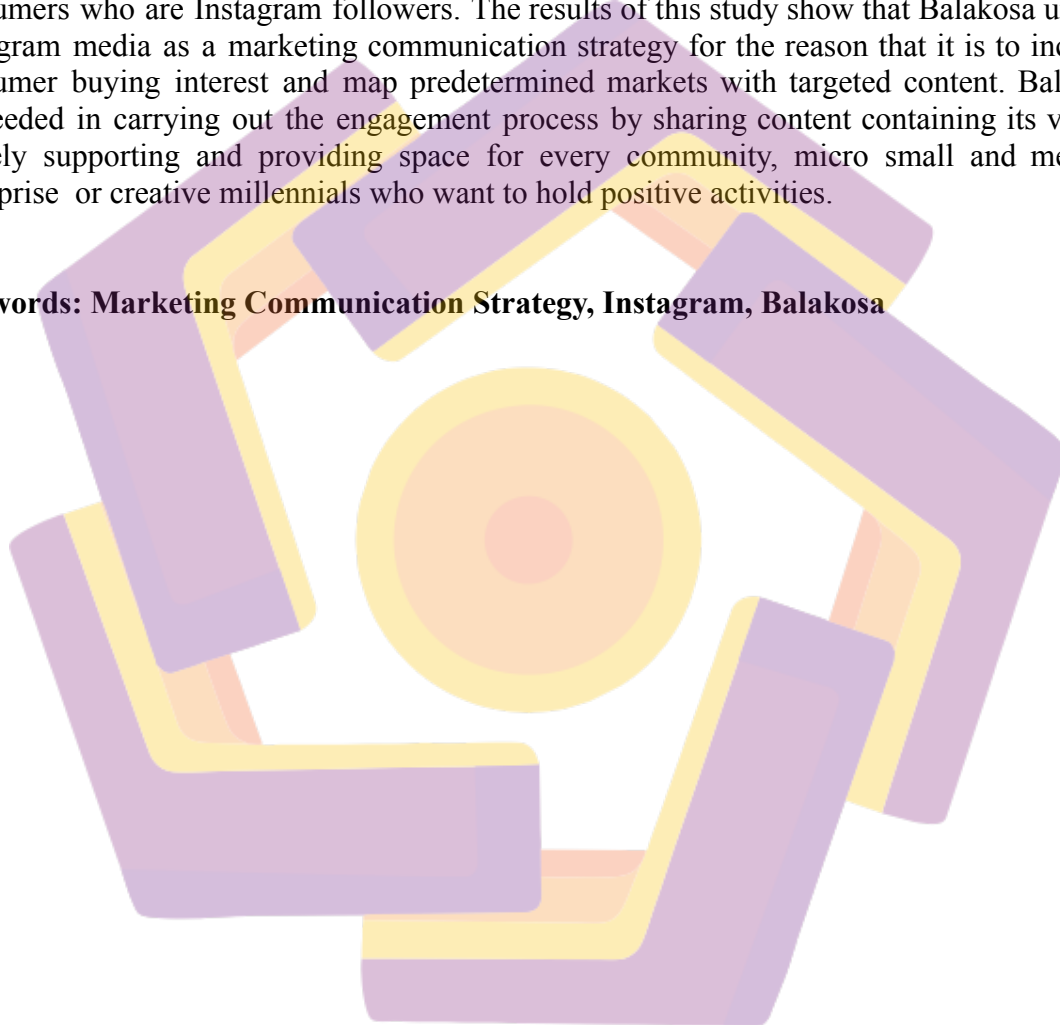 umers who are Instagram followers. The results of this study show that Balakosa u
gram media as a marketing communication strategy for the reason that it is to in
umer buying interest and map predetermined markets with targeted content. Bal
eeded in carrying out the engagement process by sharing content containing its v
ely supporting and providing space for every community, micro small and me
prise or creative millennials who want to hold positive activities.
words: Marketing Communication Strategy, Instagram, Balakosa